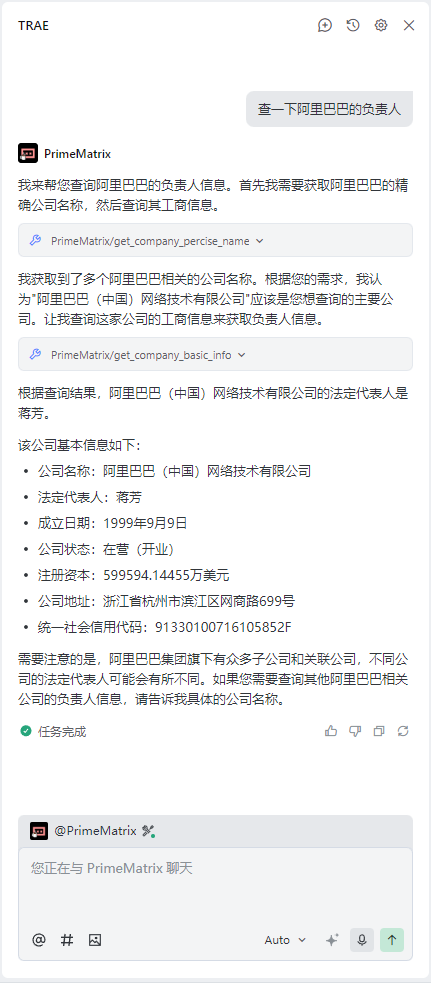 TRAE
查一下阿里巴巴的负责人
PrimeMatrix
我来帮您查询阿里巴巴的负责人信息。首先我需要获取阿里巴巴的精
确公司名称，然后查询其工商信息。
PrimeMatrix/get_company_percise_name
我获取到了多个阿里巴巴相关的公司名称。根据您的需求，我认
为"阿里巴巴（中国）网络技术有限公司"应该是您想查询的主要公
司。让我查询这家公司的工商信息来获取负责人信息。
PrimeMatrix/get_company_basic_info
根据查询结果，阿里巴巴（中国）网络技术有限公司的法定代表人是
蒋芳。
该公司基本信息如下：
• 公司名称：阿里巴巴（中国）网络技术有限公司
• 法定代表人：蒋芳
• 成立日期：1999年9月9日
• 公司状态：在营（开业）
• 注册资本：599594.14455万美元
• 公司地址：浙江省杭州市滨江区网商路699号
• 统一社会信用代码：91330100716105852F
需要注意的是，阿里巴巴集团旗下有众多子公司和关联公司，不同公
司的法定代表人可能会有所不同。如果您需要查询其他阿里巴巴相关
公司的负责人信息，请告诉我具体的公司名称。
任务完成
@PrimeMatrix
您正在与 PrimeMatrix 聊天
Auto